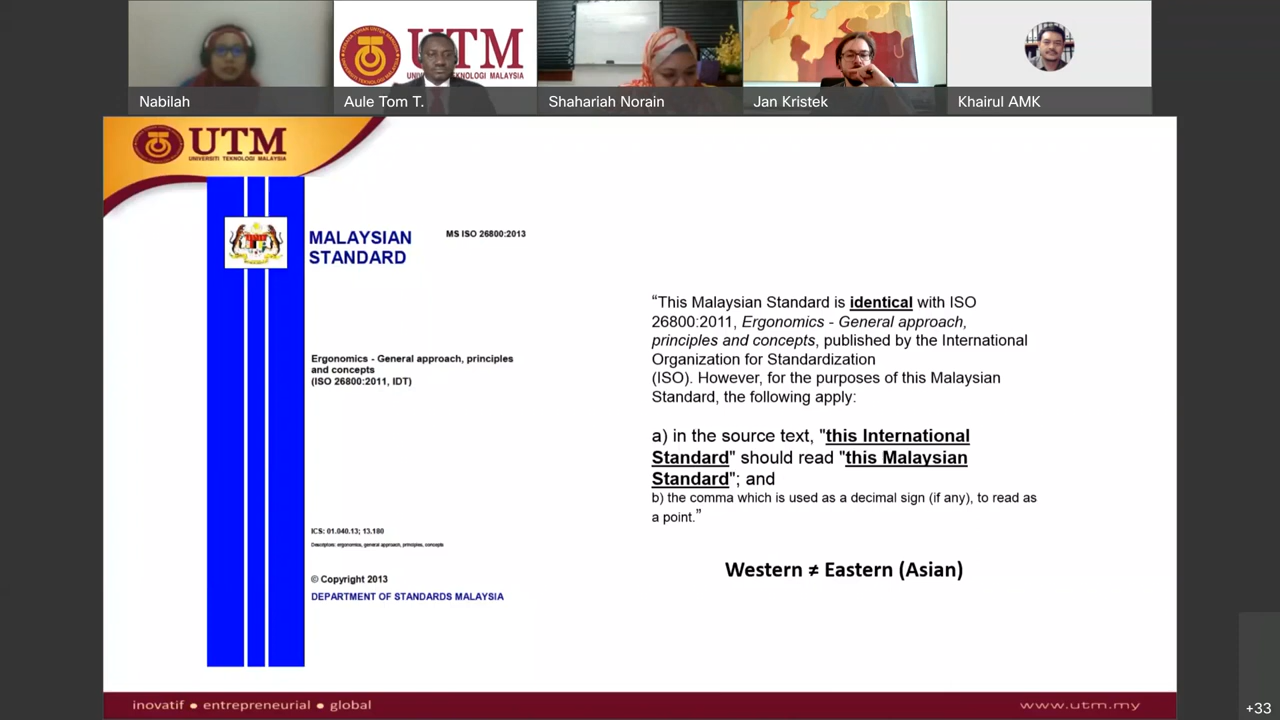 Nabilah
Aule Tom T.
Shahariah Norain
Jan Kristek
Khairul AMK
UTM
UNIVERSITI TEKNOLOGI MALAYSIA
UTM
UNIVERSITI TEKNOLOGI MALAYSIA
MALAYSIAN
STANDARD
MS ISO 26800:2013
Ergonomics - General approach, principles
and concepts
(ISO 26800:2011, IDT)
ICS: 01.040.13; 13.180
Descriptors: ergonomics, general approach, principles, concepts
© Copyright 2013
DEPARTMENT OF STANDARDS MALAYSIA
“This Malaysian Standard is identical with ISO
26800:2011, Ergonomics - General approach,
principles and concepts, published by the International
Organization for Standardization
(ISO). However, for the purposes of this Malaysian
Standard, the following apply:
a) in the source text, "this International
Standard" should read "this Malaysian
Standard"; and
b) the comma which is used as a decimal sign (if any), to read as
a point.”
Western ≠ Eastern (Asian)
inovatif ● entrepreneurial ● global
www.utm.my
+33